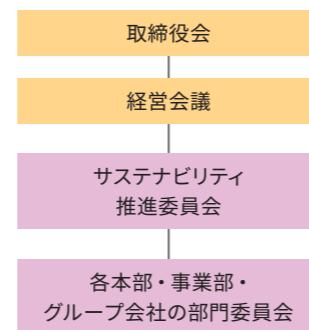 取締役会
経営会議
サステナビリティ
推進委員会
各本部・事業部・
グループ会社の部門委員会